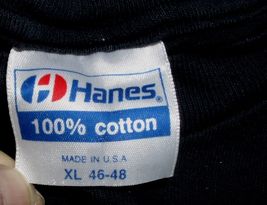 Hanes®
100% cotton
MADE IN U.S.A
XL 46-48